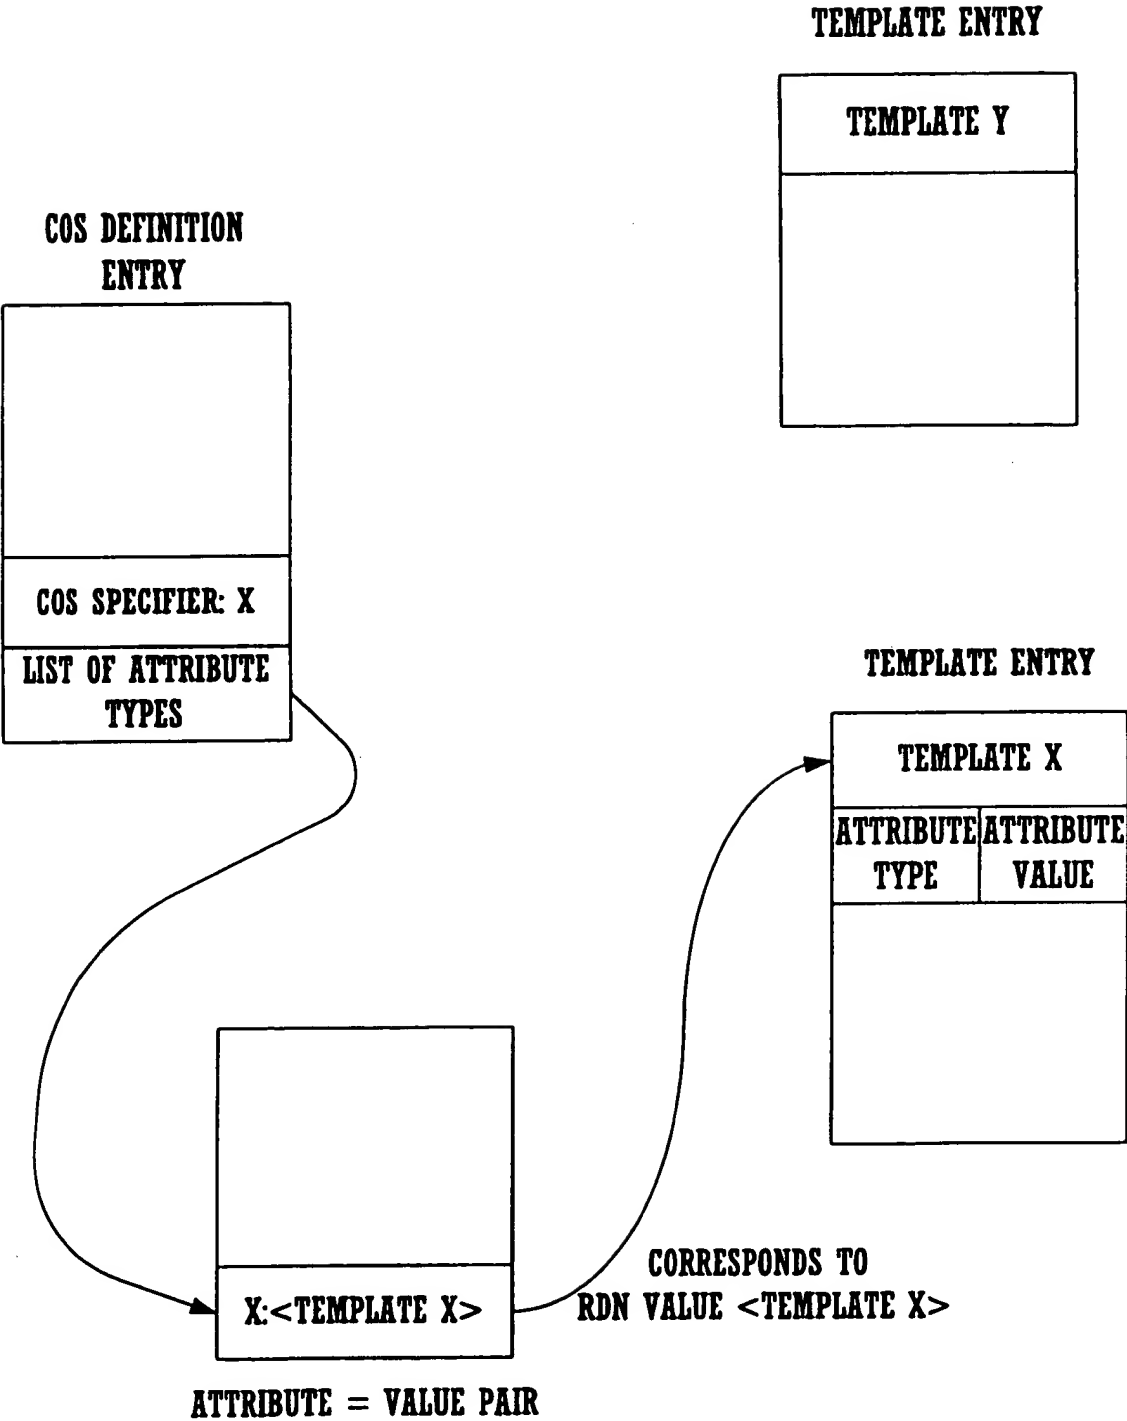 TEMPLATE ENTRY
TEMPLATE Y
COS DEFINITION
ENTRY
COS SPECIFIER: X
LIST OF ATTRIBUTE
TYPES
TEMPLATE ENTRY
TEMPLATE X
ATTRIBUTE
TYPE
ATTRIBUTE
VALUE
X:<TEMPLATE X>
CORRESPONDS TO
RDN VALUE <TEMPLATE X>
ATTRIBUTE = VALUE PAIR